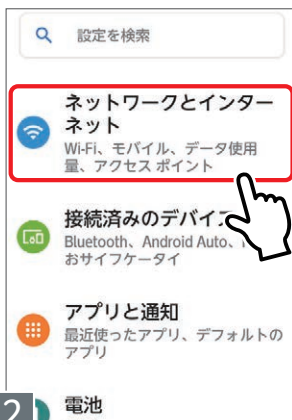 設定を検索
ネットワークとインター
ネット
Wi-Fi、モバイル、データ使用
量、アクセス ポイント
接続済みのデバイ
Bluetooth、Android Auto、
おサイフケータイ
アプリと通知
最近使ったアプリ、デフォルトの
アプリ
電池
2